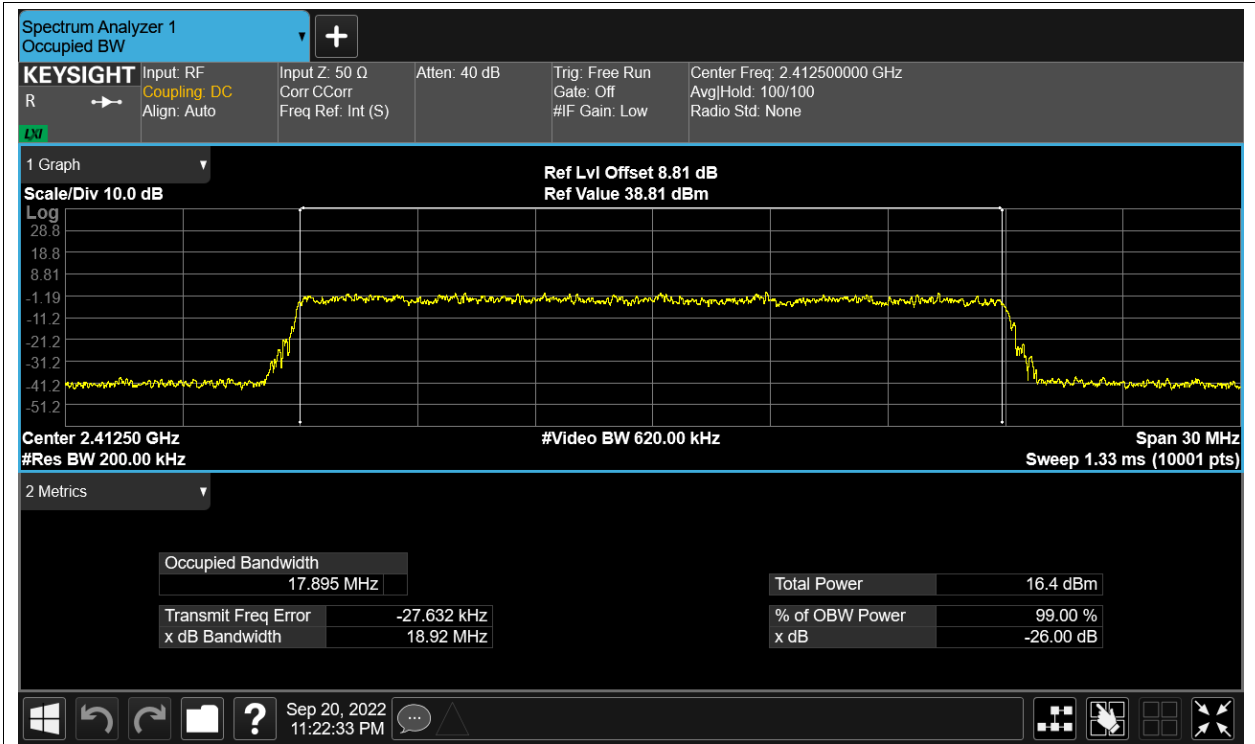 Spectrum Analyzer 1
Occupied BW
KEYSIGHT
R
LXI
Input: RF
Coupling: DC
Align: Auto
Input Z: 50 Ω
Corr CCorr
Freq Ref: Int (S)
Atten: 40 dB
Trig: Free Run
Gate: Off
#IF Gain: Low
Center Freq: 2.412500000 GHz
Avg|Hold: 100/100
Radio Std: None
1 Graph
Scale/Div 10.0 dB
Ref Lvl Offset 8.81 dB
Ref Value 38.81 dBm
Log
28.8
18.8
8.81
-1.19
-11.2
-21.2
-31.2
-41.2
-51.2
Center 2.41250 GHz
#Video BW 620.00 kHz
Span 30 MHz
#Res BW 200.00 kHz
Sweep 1.33 ms (10001 pts)
2 Metrics
Occupied Bandwidth
17.895 MHz
Total Power 16.4 dBm
Transmit Freq Error -27.632 kHz
% of OBW Power 99.00 %
x dB Bandwidth 18.92 MHz
x dB -26.00 dB
?
Sep 20, 2022
11:22:33 PM